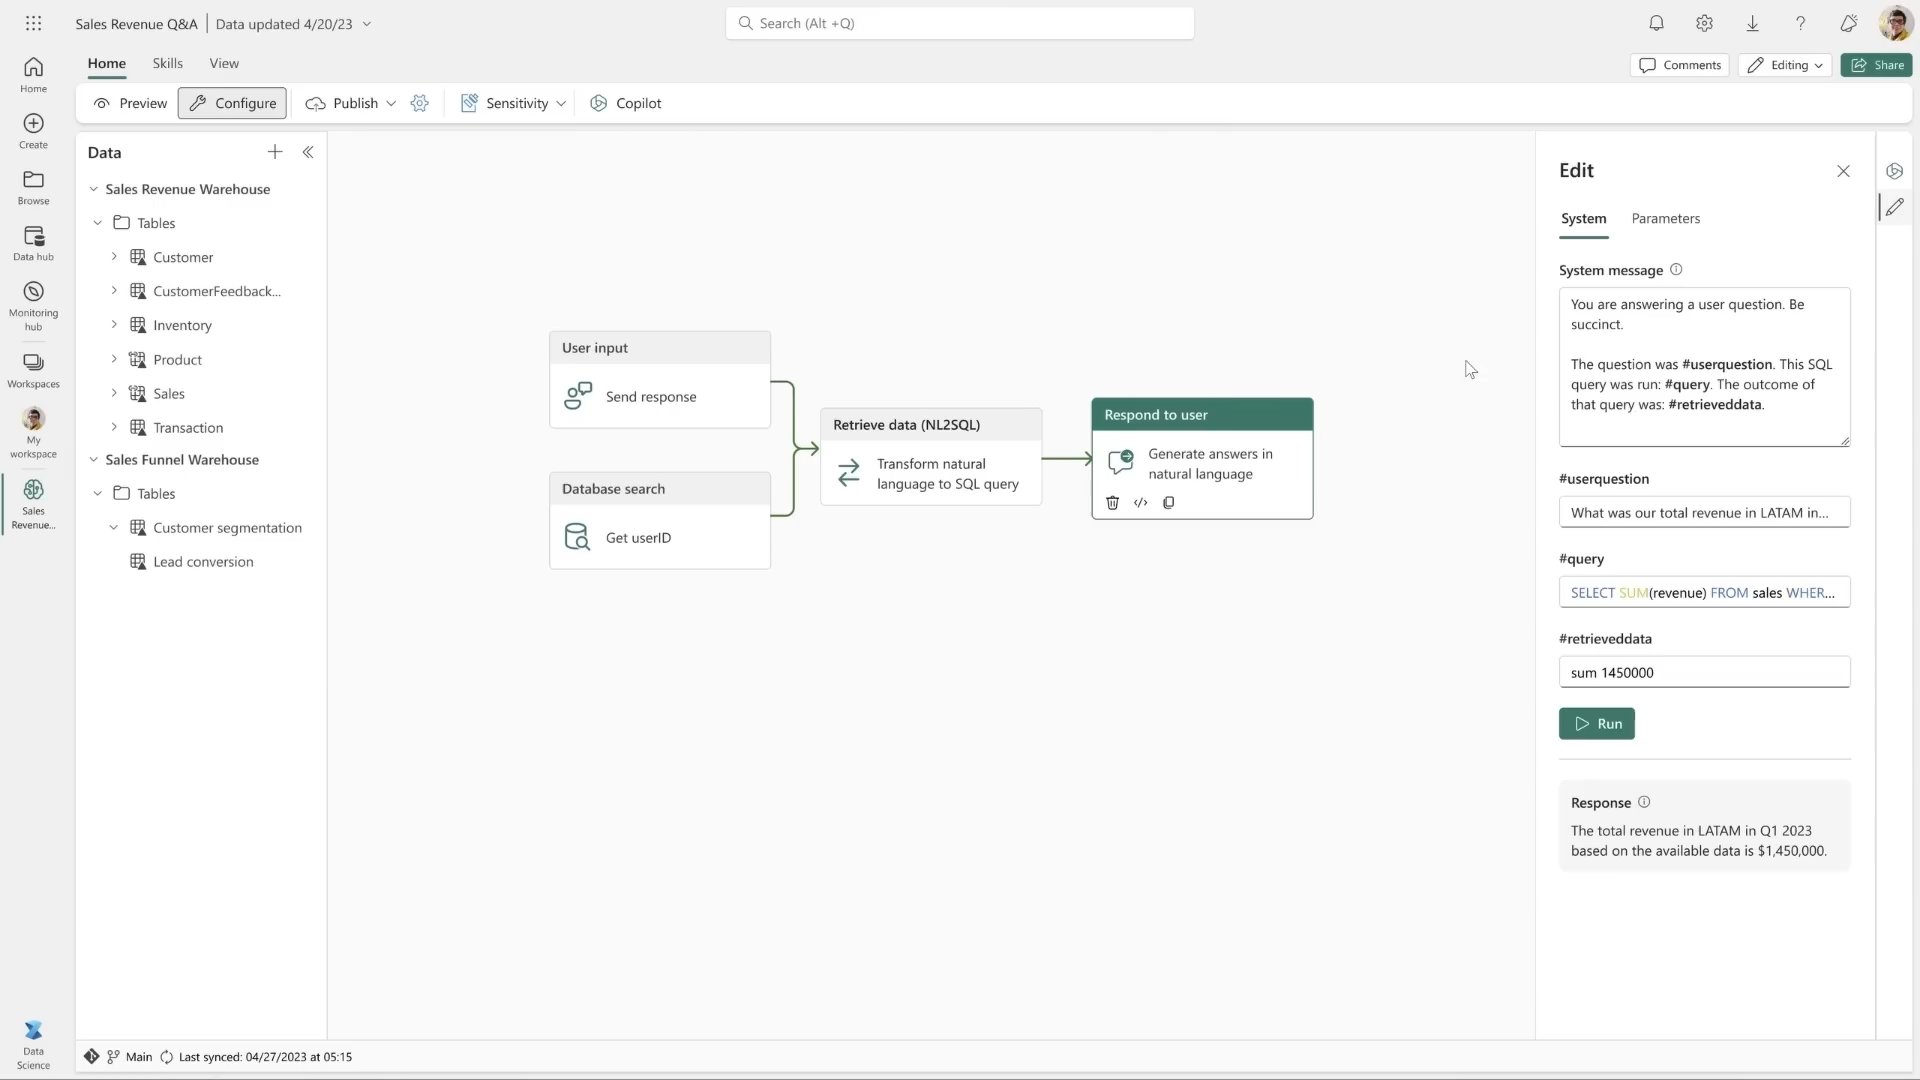 Sales Revenue Q&A
Data updated 4/20/23
Search (Alt +Q)
Home
Skills
View
Comments
Editing
Share
Preview
Configure
Publish
Sensitivity
Copilot
Home
Create
Browse
Data hub
Monitoring
hub
Workspaces
My
workspace
Sales
Revenue...
Data
Science
Data
Sales Revenue Warehouse
Tables
Customer
CustomerFeedback...
Inventory
Product
Sales
Transaction
Sales Funnel Warehouse
Tables
Customer segmentation
Lead conversion
User input
Send response
Database search
Get userID
Retrieve data (NL2SQL)
Transform natural
language to SQL query
Respond to user
Generate answers in
natural language
Edit
System
Parameters
System message
You are answering a user question. Be
succinct.
The question was #userquestion. This SQL
query was run: #query. The outcome of
that query was: #retrieveddata.
#userquestion
What was our total revenue in LATAM in...
#query
SELECT SUM(revenue) FROM sales WHER...
#retrieveddata
sum 1450000
Run
Response
The total revenue in LATAM in Q1 2023
based on the available data is $1,450,000.
Main
Last synced: 04/27/2023 at 05:15